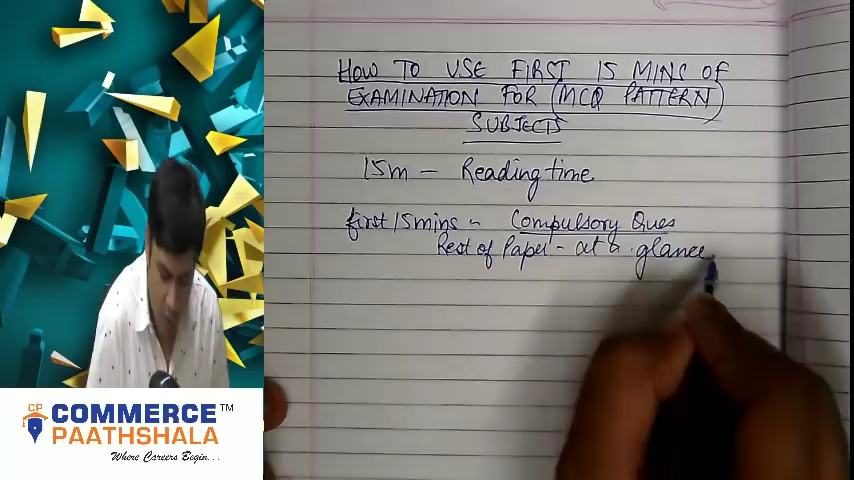 HOW TO USE FIRST 15 MINS OF
EXAMINATION FOR (MCQ PATTERN)
SUBJECTS
15m - Reading time
first 15mins - Compulsory Ques
Rest of Paper - at a glance
CP
COMMERCE™
PAATHSHALA
Where Careers Begin...